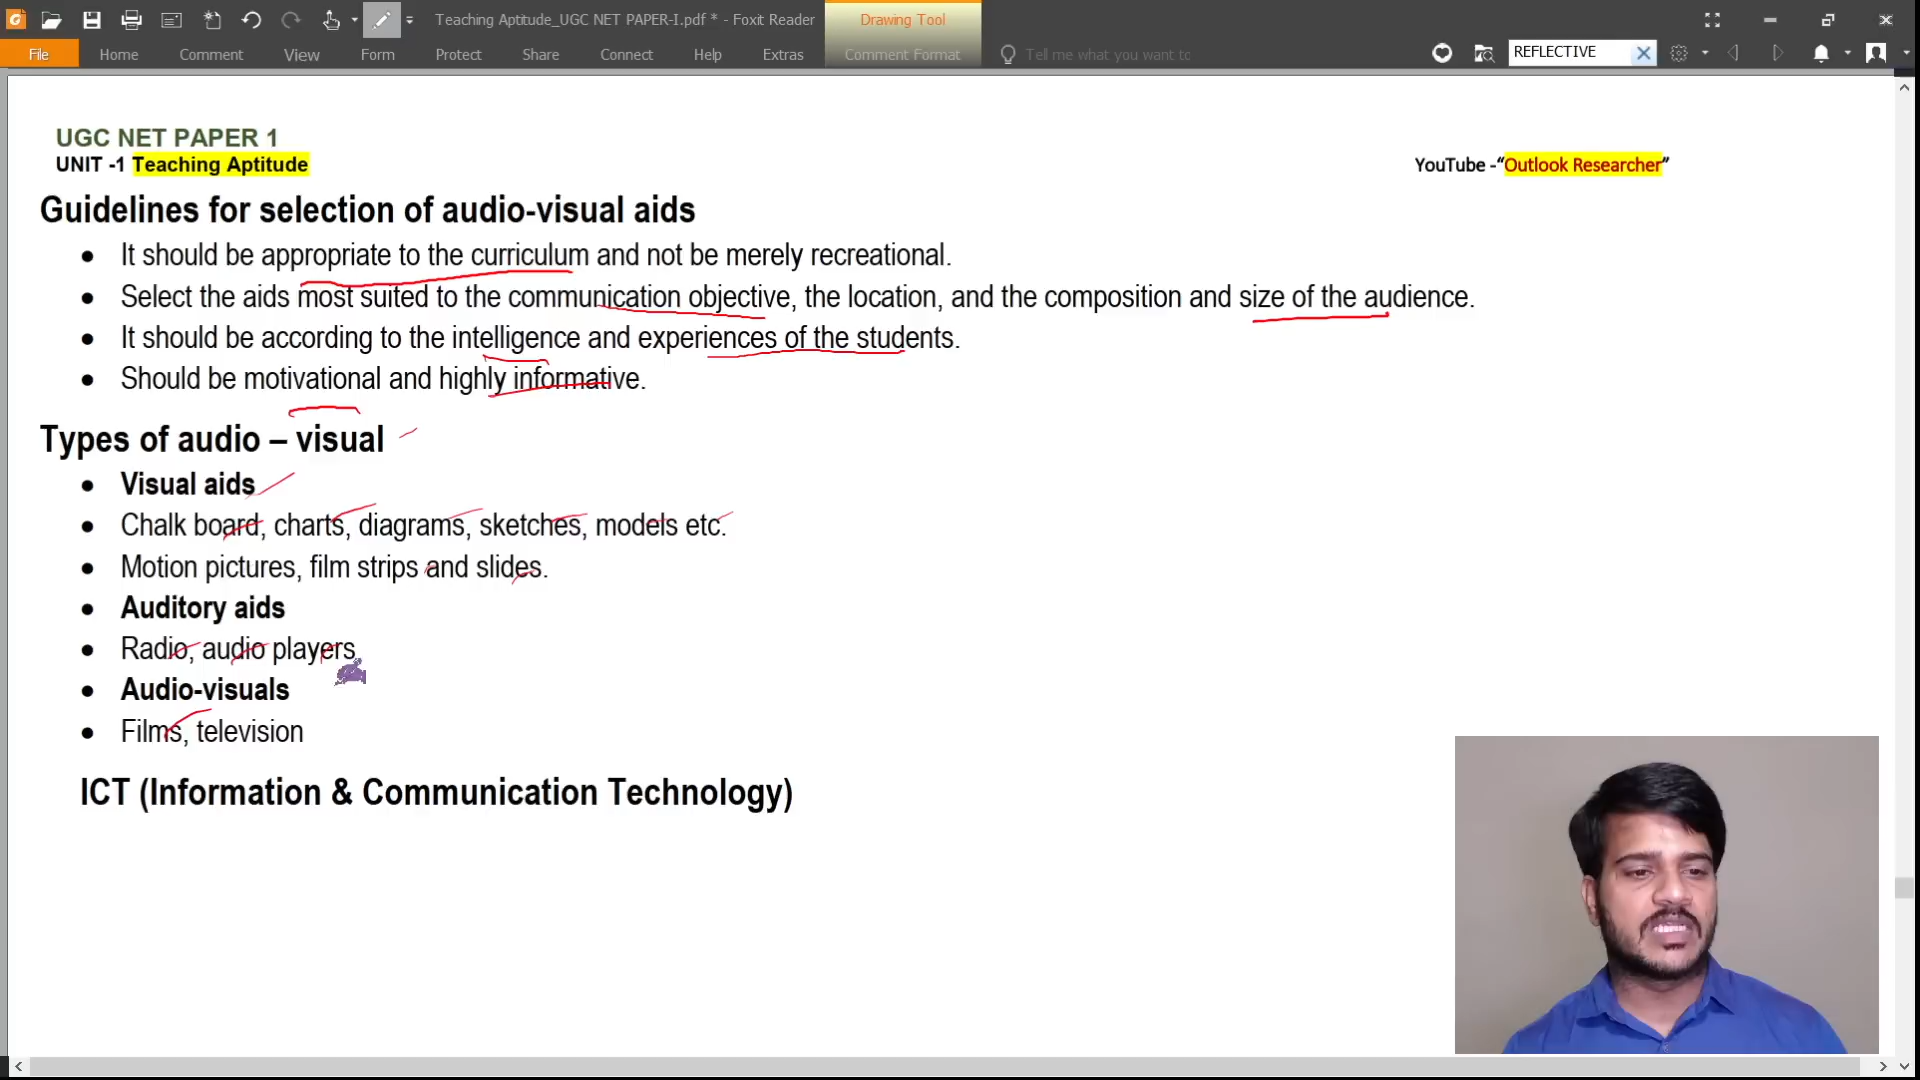 Teaching Aptitude_UGC NET PAPER-I.pdf * - Foxit Reader
Drawing Tool
File Home Comment View Form Protect Share Connect Help Extras Comment Format Tell me what you want to REFLECTIVE
UGC NET PAPER 1
UNIT -1 Teaching Aptitude
YouTube -“Outlook Researcher”
Guidelines for selection of audio-visual aids
• It should be appropriate to the curriculum and not be merely recreational.
• Select the aids most suited to the communication objective, the location, and the composition and size of the audience.
• It should be according to the intelligence and experiences of the students.
• Should be motivational and highly informative.
Types of audio – visual
• Visual aids
• Chalk board, charts, diagrams, sketches, models etc.
• Motion pictures, film strips and slides.
• Auditory aids
• Radio, audio players
• Audio-visuals
• Films, television
ICT (Information & Communication Technology)